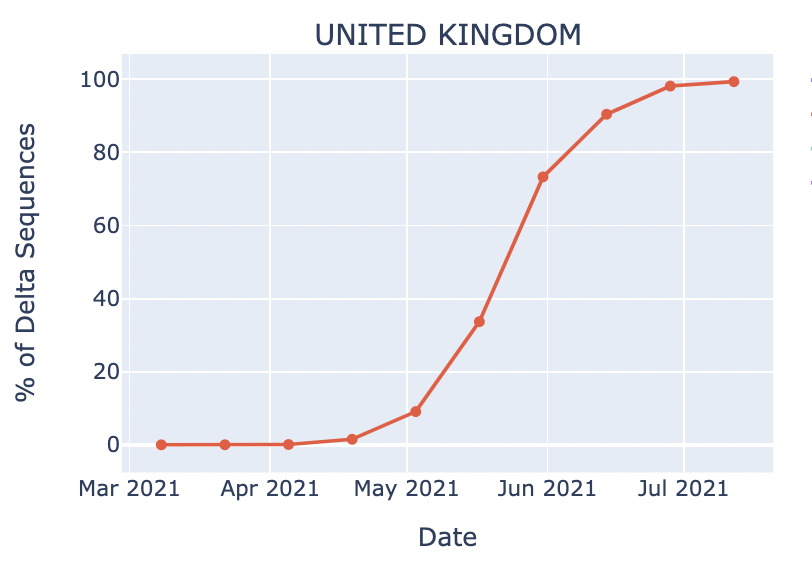 UNITED KINGDOM
% of Delta Sequences
100
80
60
40
20
0
Mar 2021 Apr 2021 May 2021 Jun 2021 Jul 2021
Date